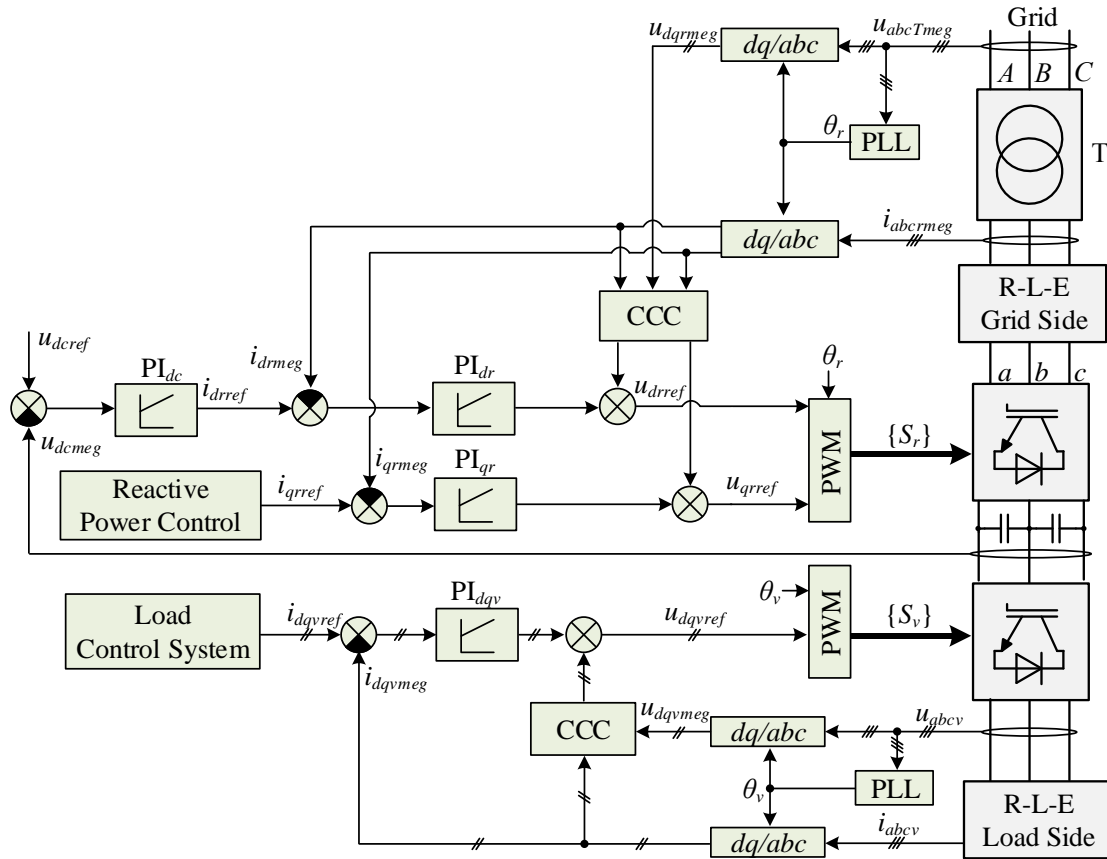 Grid
u_dqrmeg
dq/abc
u_abcTmeg
A B C
θ_r
PLL
T
dq/abc
i_abcrmeg
CCC
R-L-E
Grid Side
u_dcref
PI_dc
i_drref
i_drmeg
PI_dr
u_drref
θ_r
a b c
u_dcmeg
PWM
{S_r}
Reactive
Power Control
i_qrref
i_qrmeg
PI_qr
u_qrref
Load
Control System
i_dqvref
PI_dqv
u_dqvref
θ_v
PWM
{S_v}
i_dqvmeg
CCC
u_dqvmeg
dq/abc
u_abcv
θ_v
PLL
dq/abc
i_abcv
R-L-E
Load Side